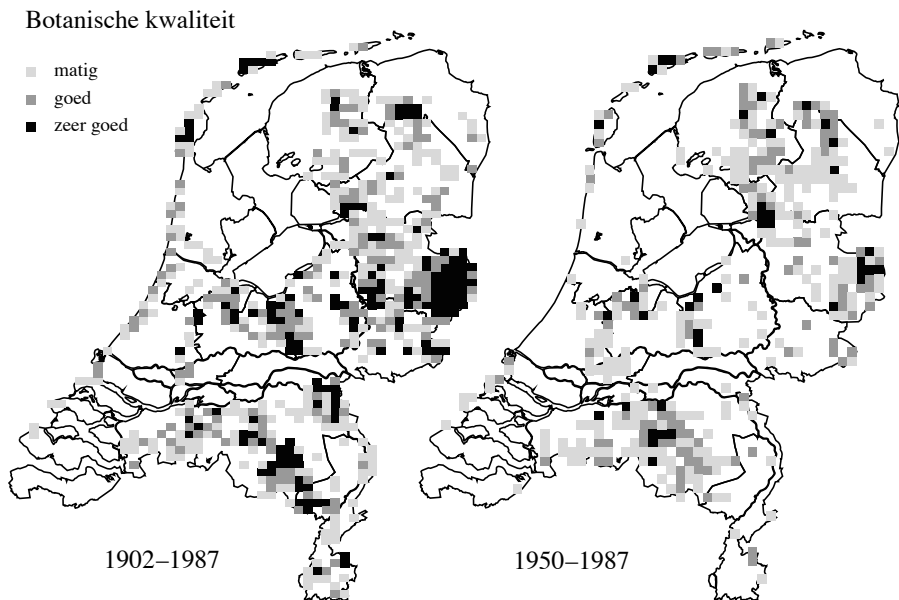 Botanische kwaliteit
matig
goed
zeer goed
1902–1987
1950–1987